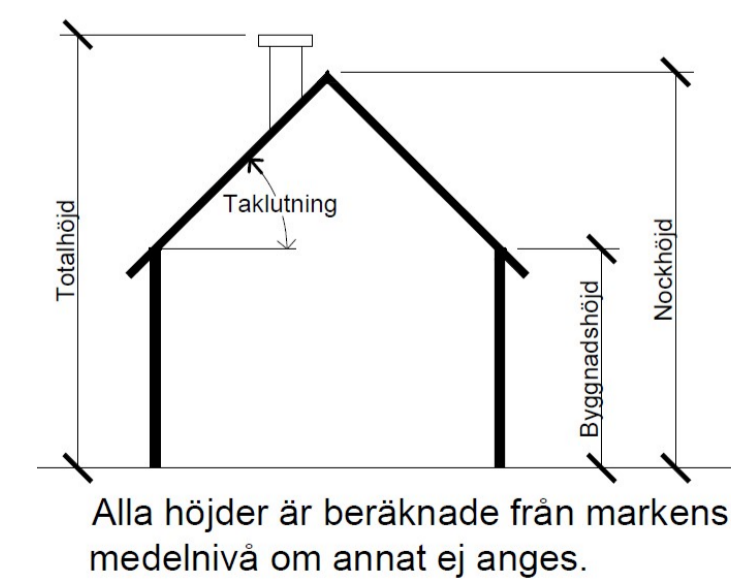 Totalhöjd
Taklutning
Byggnadshöjd
Nockhöjd
Alla höjder är beräknade från markens
medelnivå om annat ej anges.